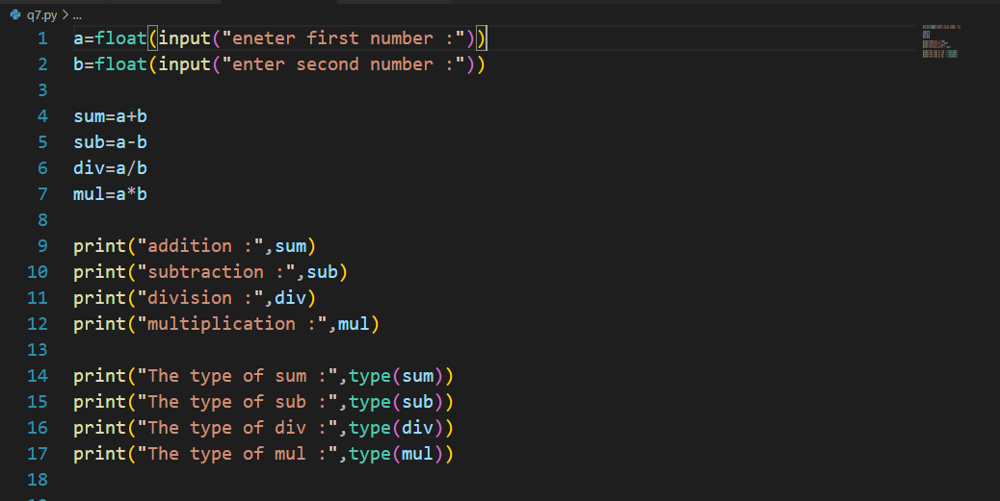 q7.py > ...
1 a=float(input("eneter first number :"))
2 b=float(input("enter second number :"))
3
4 sum=a+b
5 sub=a-b
6 div=a/b
7 mul=a*b
8
9 print("addition :",sum)
10 print("subtraction :",sub)
11 print("division :",div)
12 print("multiplication :",mul)
13
14 print("The type of sum :",type(sum))
15 print("The type of sub :",type(sub))
16 print("The type of div :",type(div))
17 print("The type of mul :",type(mul))
18